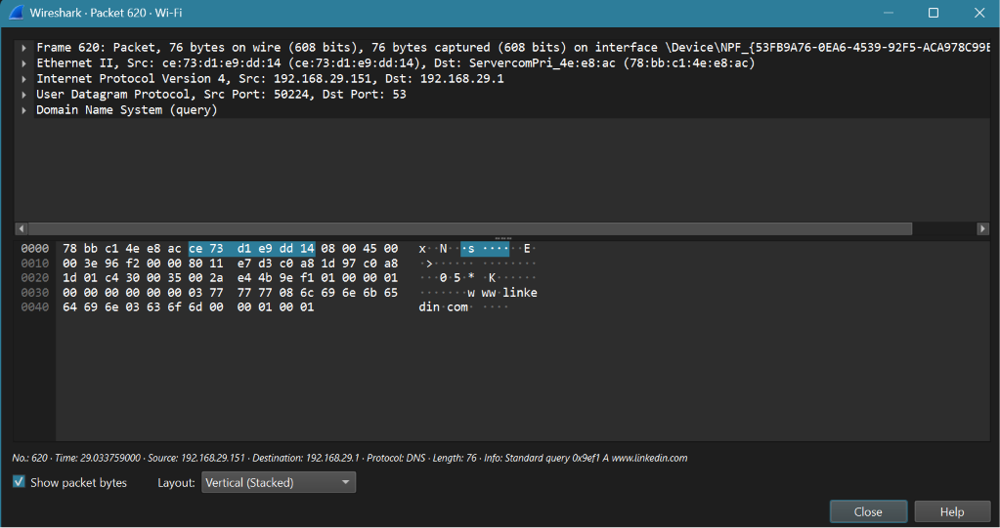 Wireshark · Packet 620 · Wi-Fi
Frame 620: Packet, 76 bytes on wire (608 bits), 76 bytes captured (608 bits) on interface \Device\NPF_{53FB9A76-0EA6-4539-92F5-ACA978C99E
Ethernet II, Src: ce:73:d1:e9:dd:14 (ce:73:d1:e9:dd:14), Dst: ServercomPri_4e:e8:ac (78:bb:c1:4e:e8:ac)
Internet Protocol Version 4, Src: 192.168.29.151, Dst: 192.168.29.1
User Datagram Protocol, Src Port: 50224, Dst Port: 53
Domain Name System (query)
0000 78 bb c1 4e e8 ac ce 73 d1 e9 dd 14 08 00 45 00 x··N···s ······E·
0010 00 3e 96 f2 00 00 80 11 e7 d3 c0 a8 1d 97 c0 a8 ·>······ ········
0020 1d 01 c4 30 00 35 00 2a e4 4b 9e f1 01 00 00 01 ···0·5·* ·K······
0030 00 00 00 00 00 00 03 77 77 77 08 6c 69 6e 6b 65 ·······w ww·linke
0040 64 69 6e 03 63 6f 6d 00 00 01 00 01 din·com· ····
No.: 620 · Time: 29.033759000 · Source: 192.168.29.151 · Destination: 192.168.29.1 · Protocol: DNS · Length: 76 · Info: Standard query 0x9ef1 A www.linkedin.com
Show packet bytes Layout: Vertical (Stacked)
Close Help